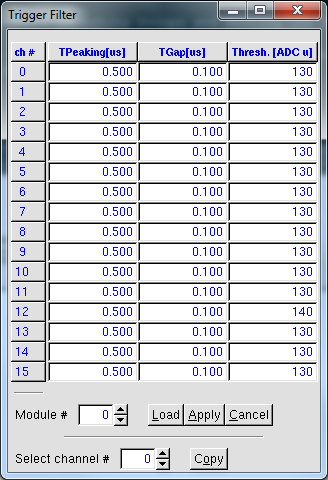 Trigger Filter
ch # TPeaking[us] TGap[us] Thresh. [ADC u]
0 0.500 0.100 130
1 0.500 0.100 130
2 0.500 0.100 130
3 0.500 0.100 130
4 0.500 0.100 130
5 0.500 0.100 130
6 0.500 0.100 130
7 0.500 0.100 130
8 0.500 0.100 130
9 0.500 0.100 130
10 0.500 0.100 130
11 0.500 0.100 130
12 0.500 0.100 140
13 0.500 0.100 130
14 0.500 0.100 130
15 0.500 0.100 130
Module # 0 Load Apply Cancel
Select channel # 0 Copy